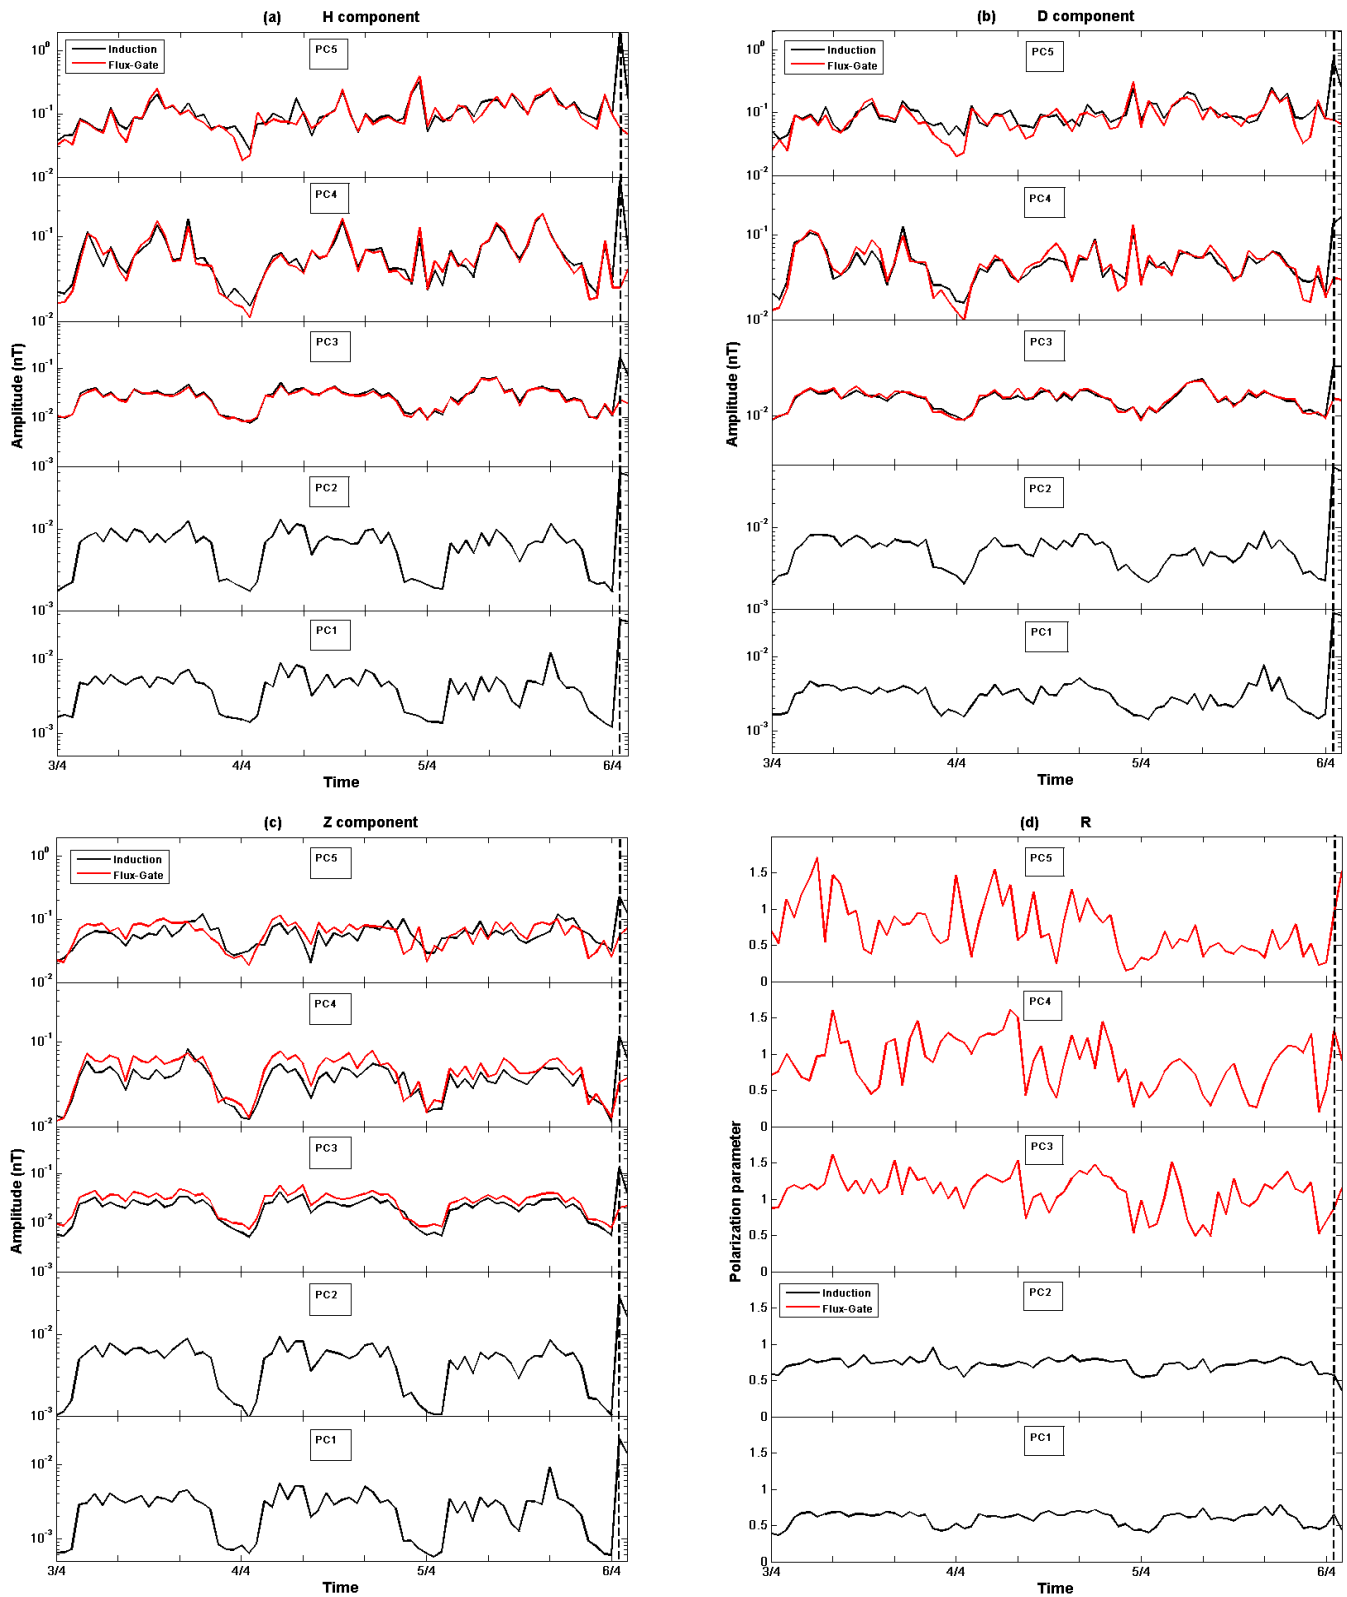 (a) H component
Induction
Flux-Gate
PC5
10^0
10^-1
10^-2
PC4
10^-1
10^-2
PC3
10^-1
10^-2
10^-3
PC2
10^-2
10^-3
PC1
10^-2
10^-3
Amplitude (nT)
3/4 4/4 5/4 6/4
Time
(b) D component
Induction
Flux-Gate
PC5
10^0
10^-1
10^-2
PC4
10^-1
10^-2
PC3
10^-2
PC2
10^-2
10^-3
PC1
10^-2
10^-3
Amplitude (nT)
3/4 4/4 5/4 6/4
Time
(c) Z component
Induction
Flux-Gate
PC5
10^0
10^-1
10^-2
PC4
10^-1
10^-2
PC3
10^-1
10^-2
10^-3
PC2
10^-2
10^-3
PC1
10^-2
10^-3
Amplitude (nT)
3/4 4/4 5/4 6/4
Time
(d) R
PC5
1.5
1
0.5
0
PC4
1.5
1
0.5
0
PC3
1.5
1
0.5
0
Induction
Flux-Gate
PC2
1.5
1
0.5
0
PC1
1.5
1
0.5
0
Polarization parameter
3/4 4/4 5/4 6/4
Time